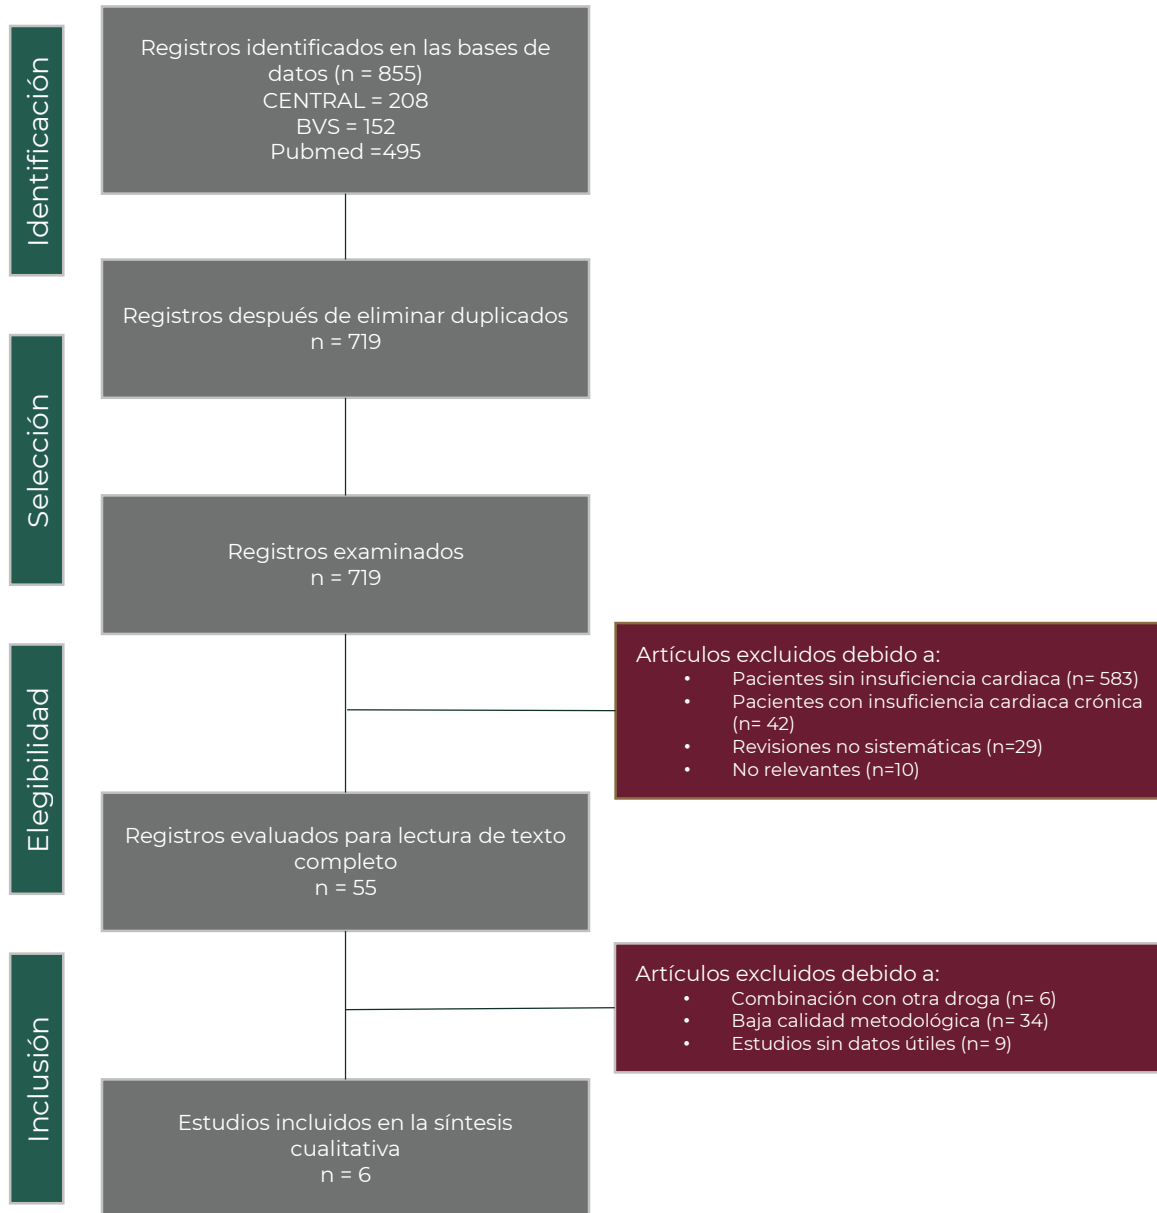 Identificación
Registros identificados en las bases de
datos (n = 855)
CENTRAL = 208
BVS = 152
Pubmed =495
Registros después de eliminar duplicados
n = 719
Selección
Registros examinados
n = 719
Elegibilidad
Artículos excluidos debido a:
• Pacientes sin insuficiencia cardiaca (n= 583)
• Pacientes con insuficiencia cardiaca crónica
(n= 42)
• Revisiones no sistemáticas (n=29)
• No relevantes (n=10)
Registros evaluados para lectura de texto
completo
n = 55
Inclusión
Artículos excluidos debido a:
• Combinación con otra droga (n= 6)
• Baja calidad metodológica (n= 34)
• Estudios sin datos útiles (n= 9)
Estudios incluidos en la síntesis
cualitativa
n = 6